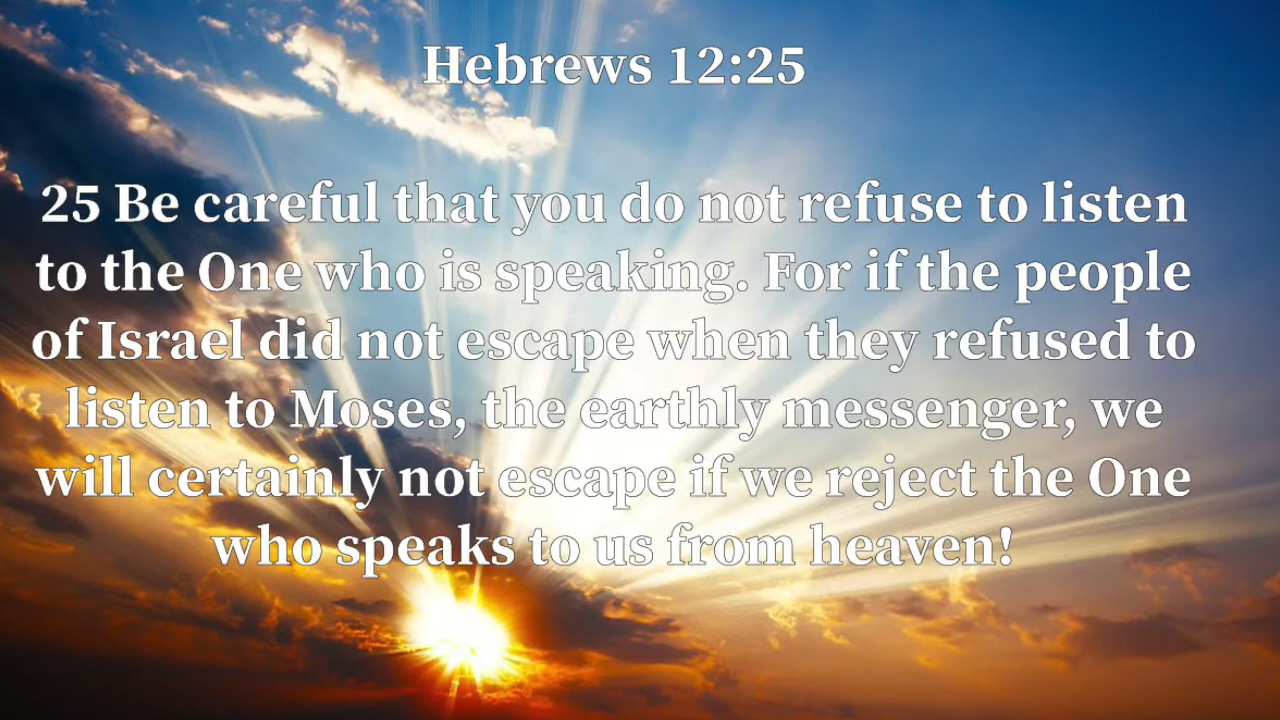 Hebrews 12:25
25 Be careful that you do not refuse to listen
to the One who is speaking. For if the people
of Israel did not escape when they refused to
listen to Moses, the earthly messenger, we
will certainly not escape if we reject the One
who speaks to us from heaven!